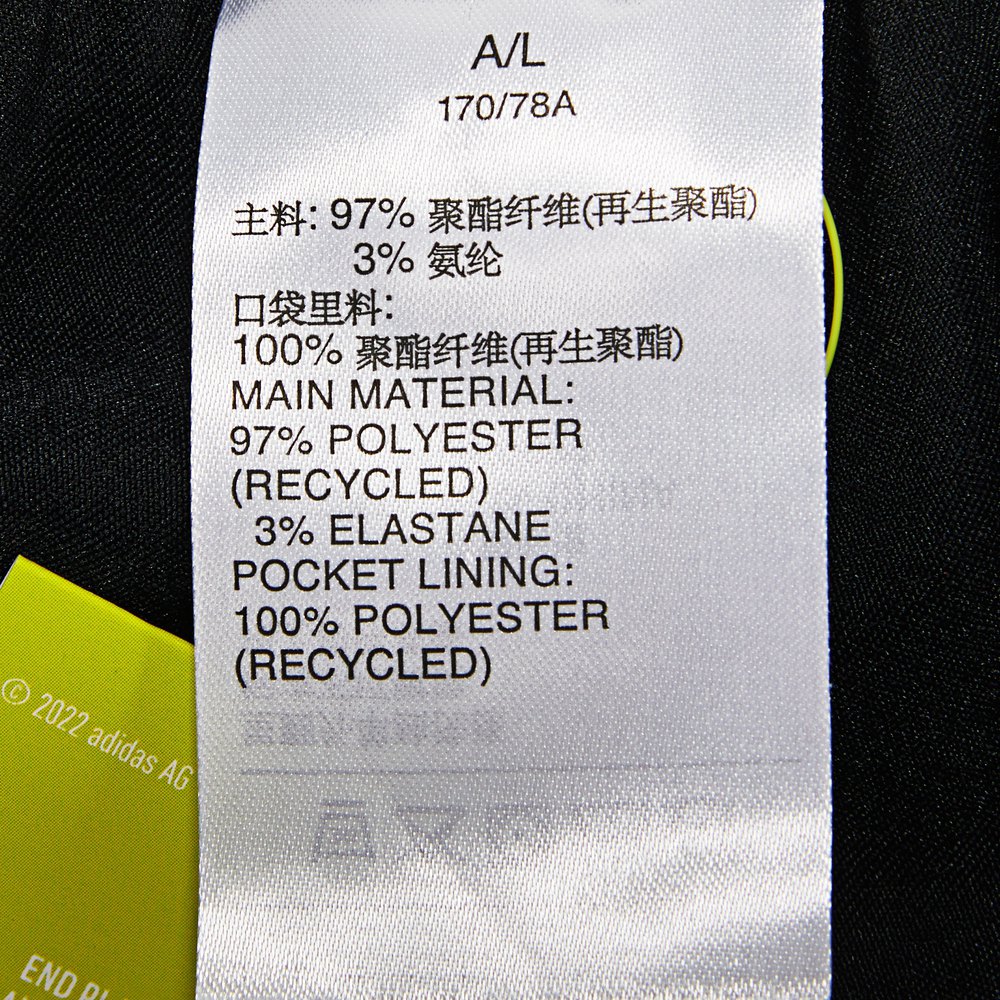 A/L
170/78A
主料: 97% 聚酯纤维(再生聚酯)
3% 氨纶
口袋里料:
100% 聚酯纤维(再生聚酯)
MAIN MATERIAL:
97% POLYESTER
(RECYCLED)
3% ELASTANE
POCKET LINING:
100% POLYESTER
(RECYCLED)
© 2022 adidas AG
END